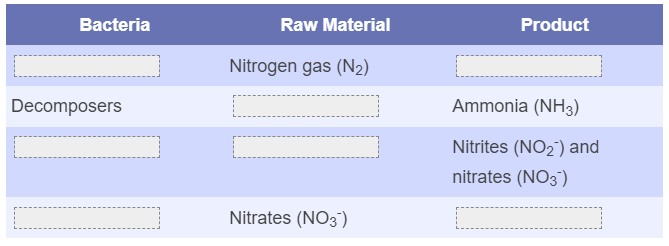 Bacteria Raw Material Product
Nitrogen gas (N₂)
Decomposers Ammonia (NH₃)
Nitrites (NO₂⁻) and
nitrates (NO₃⁻)
Nitrates (NO₃⁻)